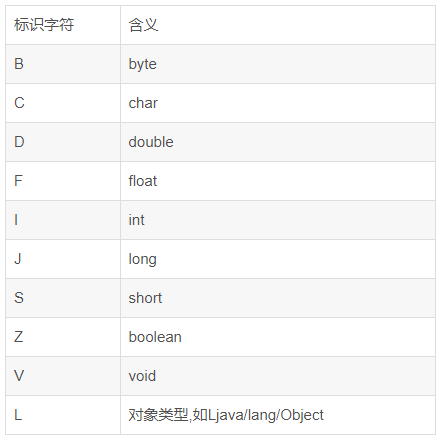 标识字符 含义
B byte
C char
D double
F float
I int
J long
S short
Z boolean
V void
L 对象类型,如Ljava/lang/Object